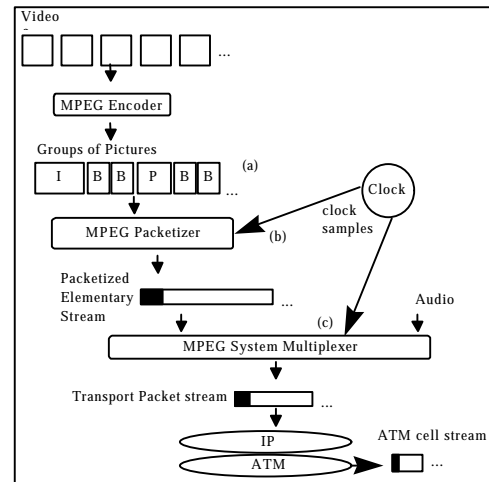 Video
...
MPEG Encoder
Groups of Pictures
(a)
I B B P B B ...
Clock
clock
samples
MPEG Packetizer
(b)
Packetized
Elementary
Stream
...
Audio
(c)
MPEG System Multiplexer
Transport Packet stream
...
IP
ATM cell stream
ATM
...